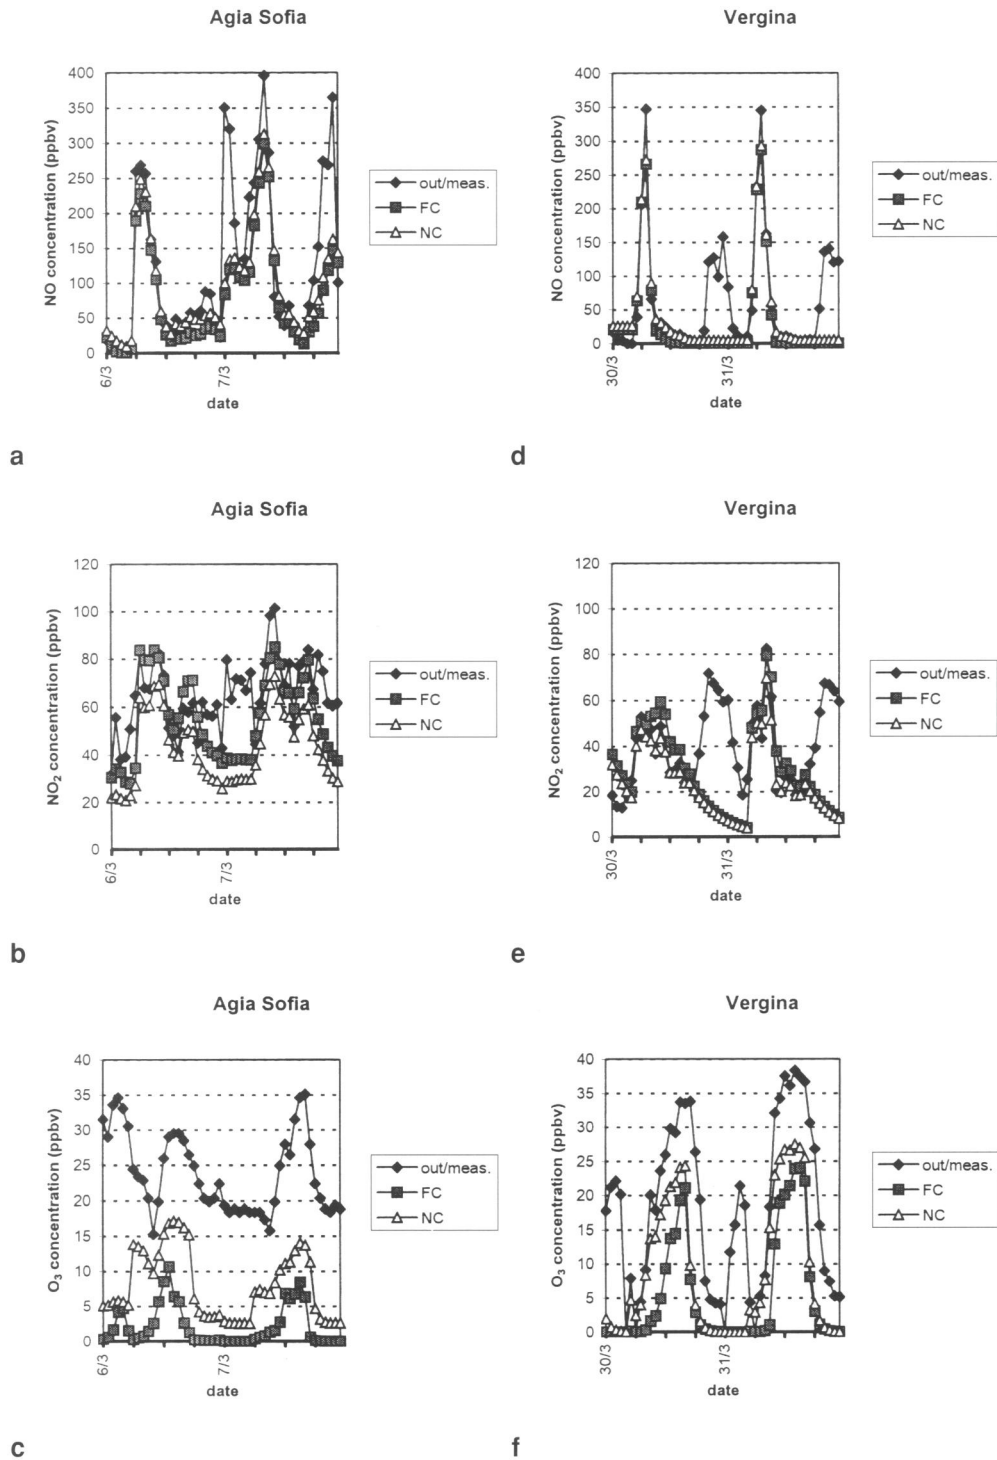 Agia Sofia
NO concentration (ppbv)
400
350
300
250
200
150
100
50
0
6/3
7/3
date
out/meas.
FC
NC
a
Vergina
NO concentration (ppbv)
400
350
300
250
200
150
100
50
0
30/3
31/3
date
out/meas.
FC
NC
d
Agia Sofia
NO2 concentration (ppbv)
120
100
80
60
40
20
0
6/3
7/3
date
out/meas.
FC
NC
b
Vergina
NO2 concentration (ppbv)
120
100
80
60
40
20
0
30/3
31/3
date
out/meas.
FC
NC
e
Agia Sofia
O3 concentration (ppbv)
40
35
30
25
20
15
10
5
0
6/3
7/3
date
out/meas.
FC
NC
c
Vergina
O3 concentration (ppbv)
40
35
30
25
20
15
10
5
0
30/3
31/3
date
out/meas.
FC
NC
f